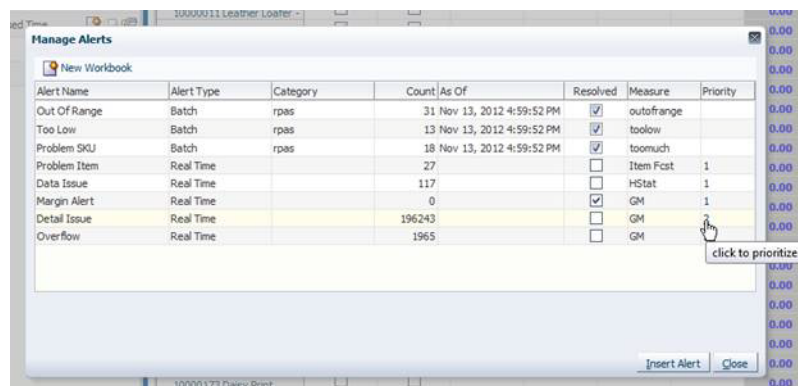 10000011 Leather Loafer -
0.00
Manage Alerts
0.00
0.00
New Workbook
0.00
Alert Name Alert Type Category Count As Of Resolved Measure Priority
0.00
Out Of Range Batch rpas 31 Nov 13, 2012 4:59:52 PM outofrange
0.00
Too Low Batch rpas 13 Nov 13, 2012 4:59:52 PM toolow
0.00
Problem SKU Batch rpas 18 Nov 13, 2012 4:59:52 PM toomuch
0.00
Problem Item Real Time 27 Item Fcst 1
0.00
Data Issue Real Time 117 HStat 1
0.00
Margin Alert Real Time 0 GM 1
0.00
Detail Issue Real Time 196243 GM 2
0.00
Overflow Real Time 1965 GM
click to prioritize
0.00
0.00
0.00
0.00
0.00
Insert Alert Close
0.00
10000177 Daisy Print
0.00